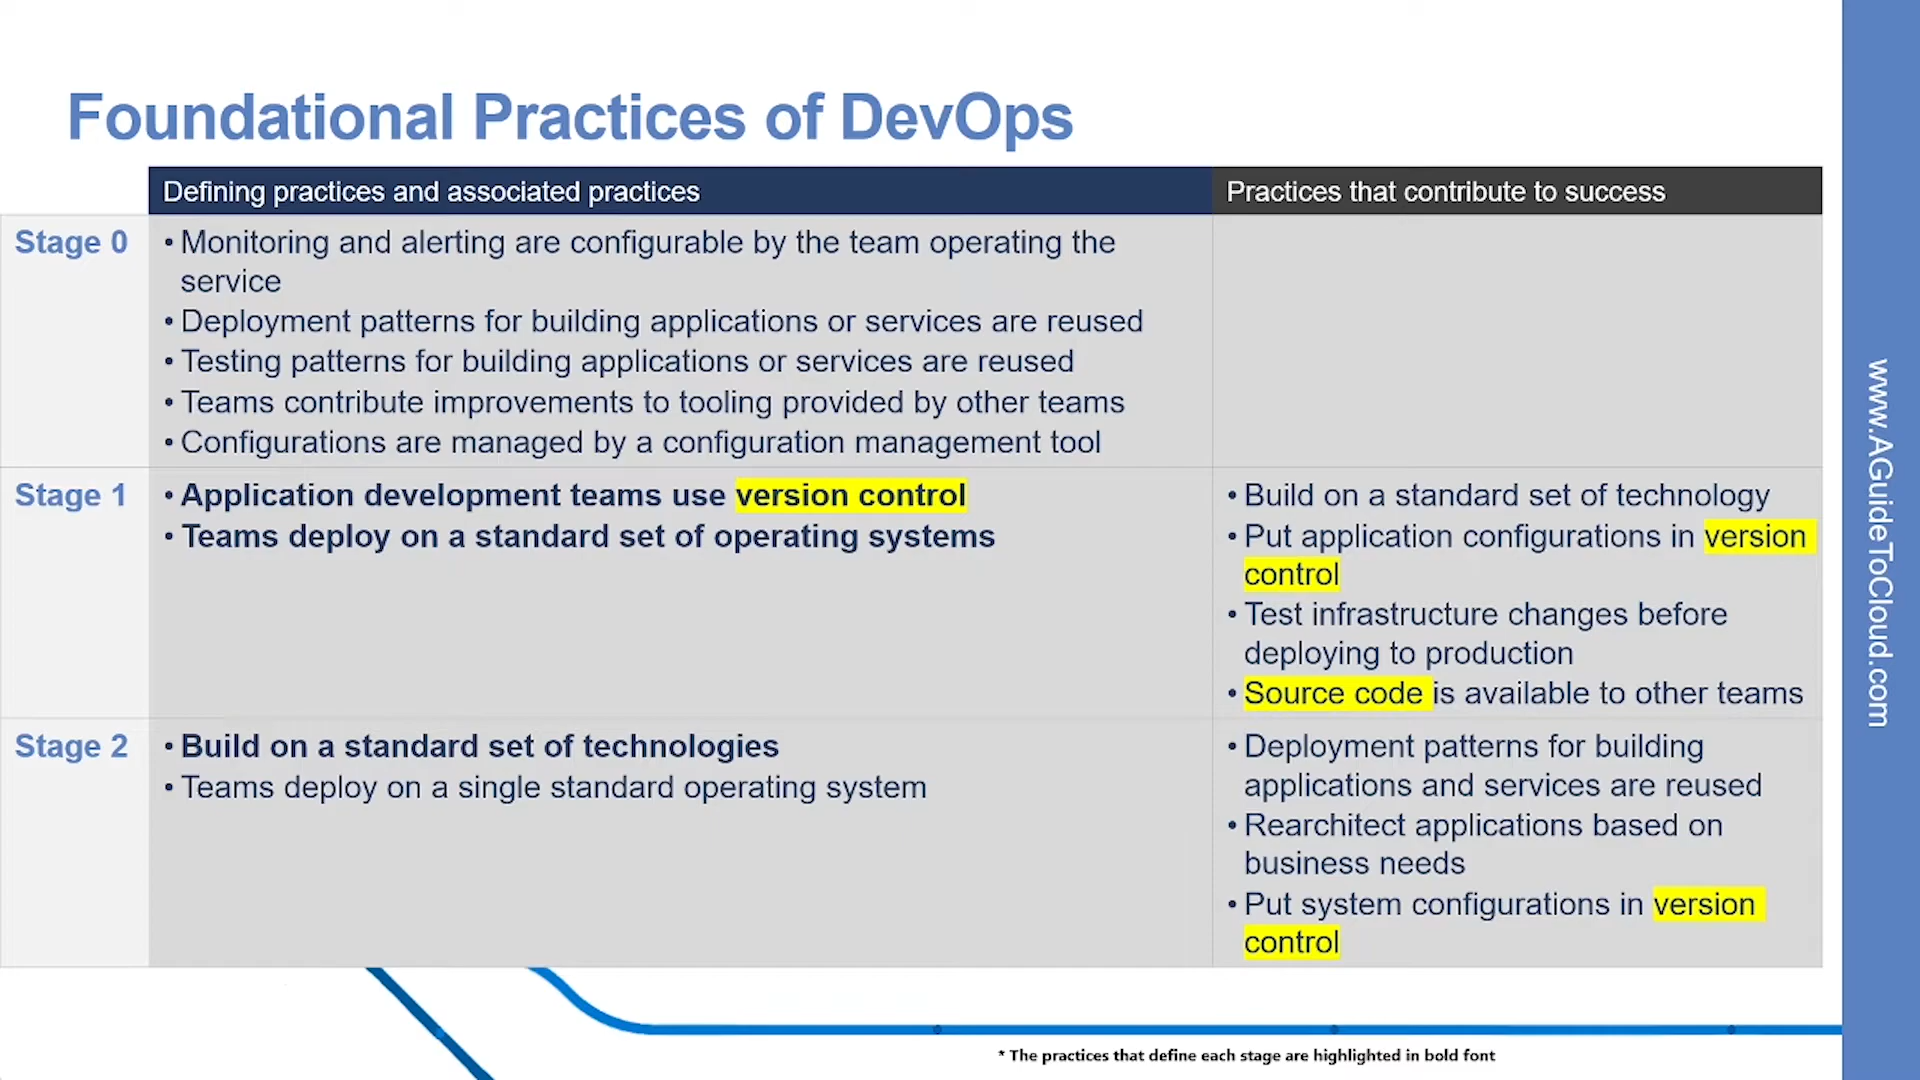 Foundational Practices of DevOps
Defining practices and associated practices
Practices that contribute to success
Stage 0
• Monitoring and alerting are configurable by the team operating the
service
• Deployment patterns for building applications or services are reused
• Testing patterns for building applications or services are reused
• Teams contribute improvements to tooling provided by other teams
• Configurations are managed by a configuration management tool
Stage 1
• Application development teams use version control
• Teams deploy on a standard set of operating systems
• Build on a standard set of technology
• Put application configurations in version
control
• Test infrastructure changes before
deploying to production
• Source code is available to other teams
Stage 2
• Build on a standard set of technologies
• Teams deploy on a single standard operating system
• Deployment patterns for building
applications and services are reused
• Rearchitect applications based on
business needs
• Put system configurations in version
control
* The practices that define each stage are highlighted in bold font
www.AGuideToCloud.com